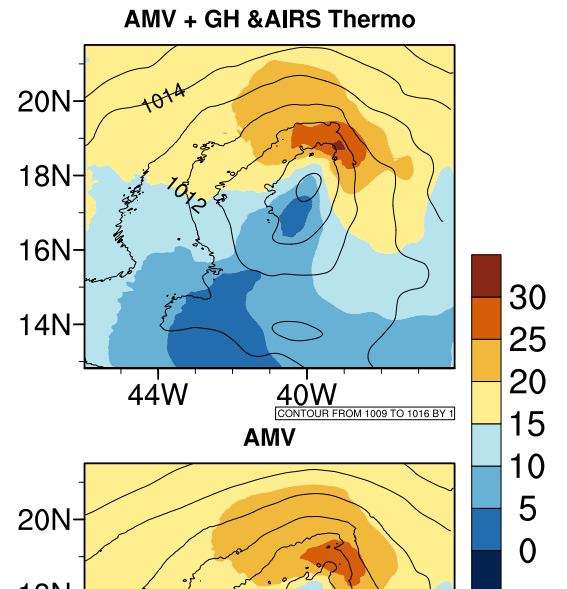 AMV + GH &AIRS Thermo
20N
18N
16N
14N
1014
1012
44W
40W
CONTOUR FROM 1009 TO 1016 BY 1
30
25
20
15
10
5
0
AMV
20N